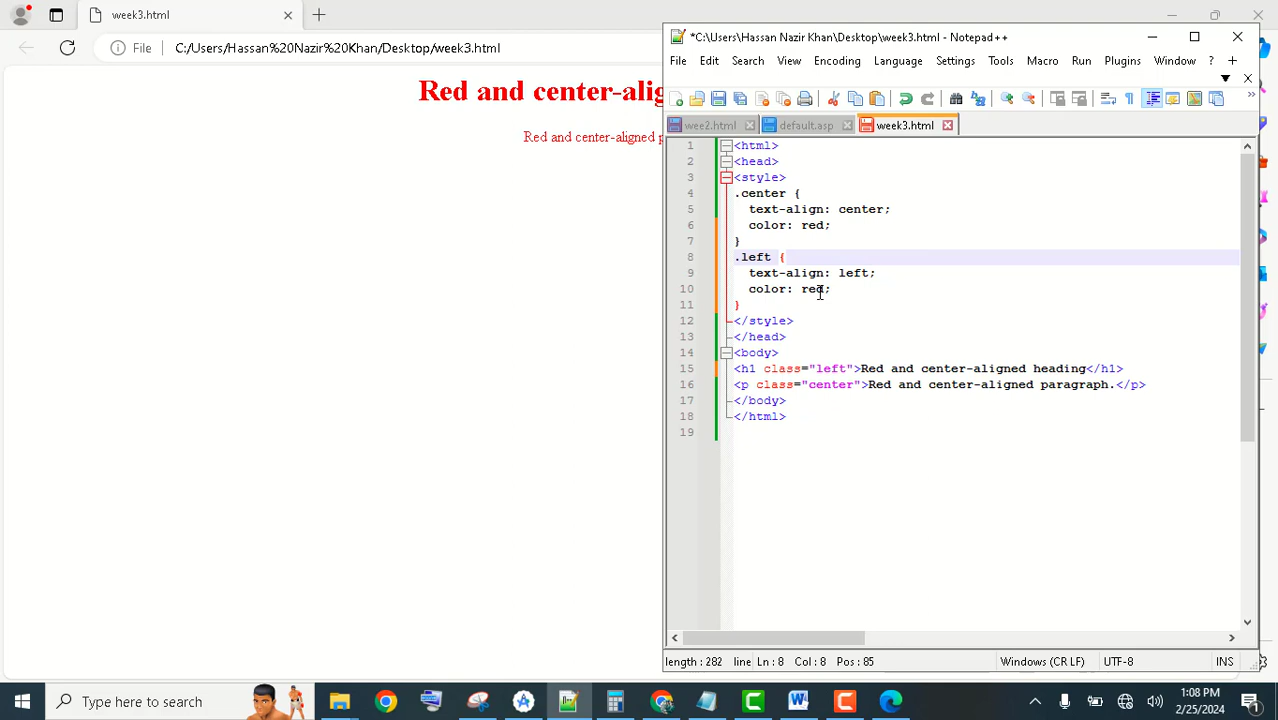 week3.html
File
C:/Users/Hassan%20Nazir%20Khan/Desktop/week3.html
Red and center-alig
Red and center-aligned p
*C:\Users\Hassan Nazir Khan\Desktop\week3.html - Notepad++
File Edit Search View Encoding Language Settings Tools Macro Run Plugins Window ?
wee2.html default.asp week3.html
1 <html>
2 <head>
3 <style>
4 .center {
5 text-align: center;
6 color: red;
7 }
8 .left {
9 text-align: left;
10 color: red;
11 }
12 </style>
13 </head>
14 <body>
15 <h1 class="left">Red and center-aligned heading</h1>
16 <p class="center">Red and center-aligned paragraph.</p>
17 </body>
18 </html>
19
length : 282 line Ln : 8 Col : 8 Pos : 85 Windows (CR LF) UTF-8 INS
Type here to search
1:08 PM
2/25/2024
1